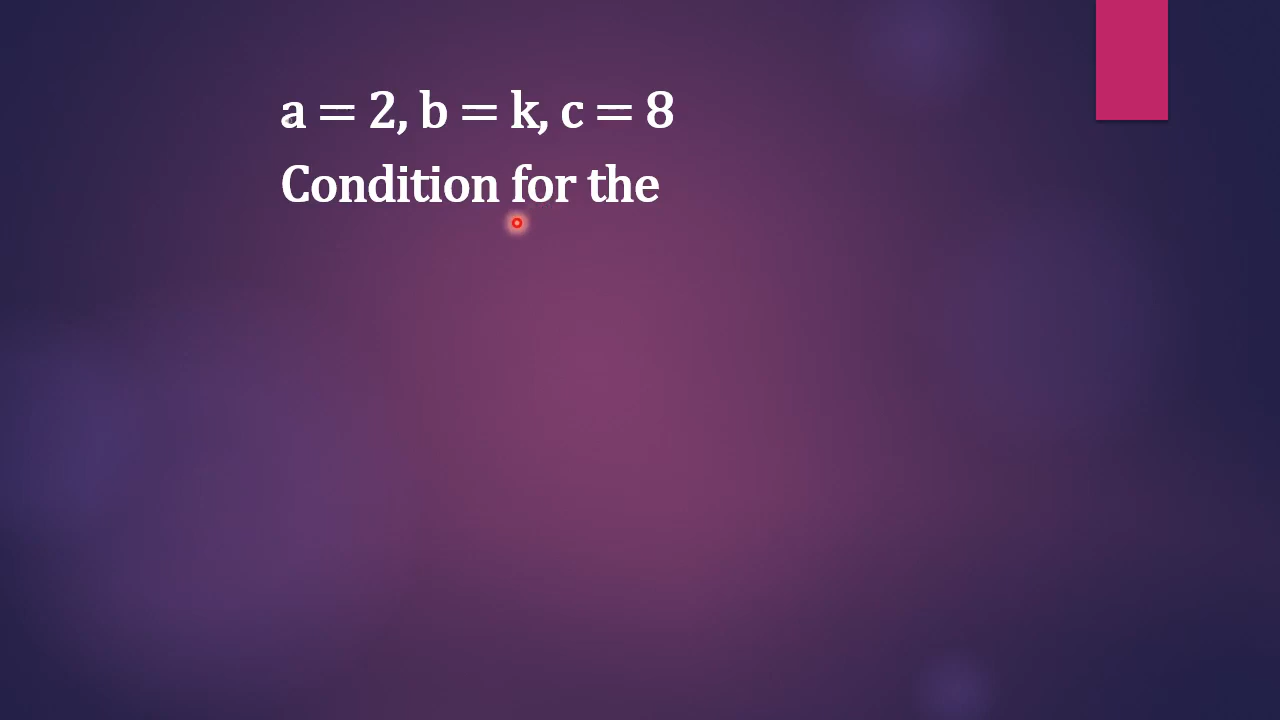 a = 2, b = k, c = 8
Condition for the